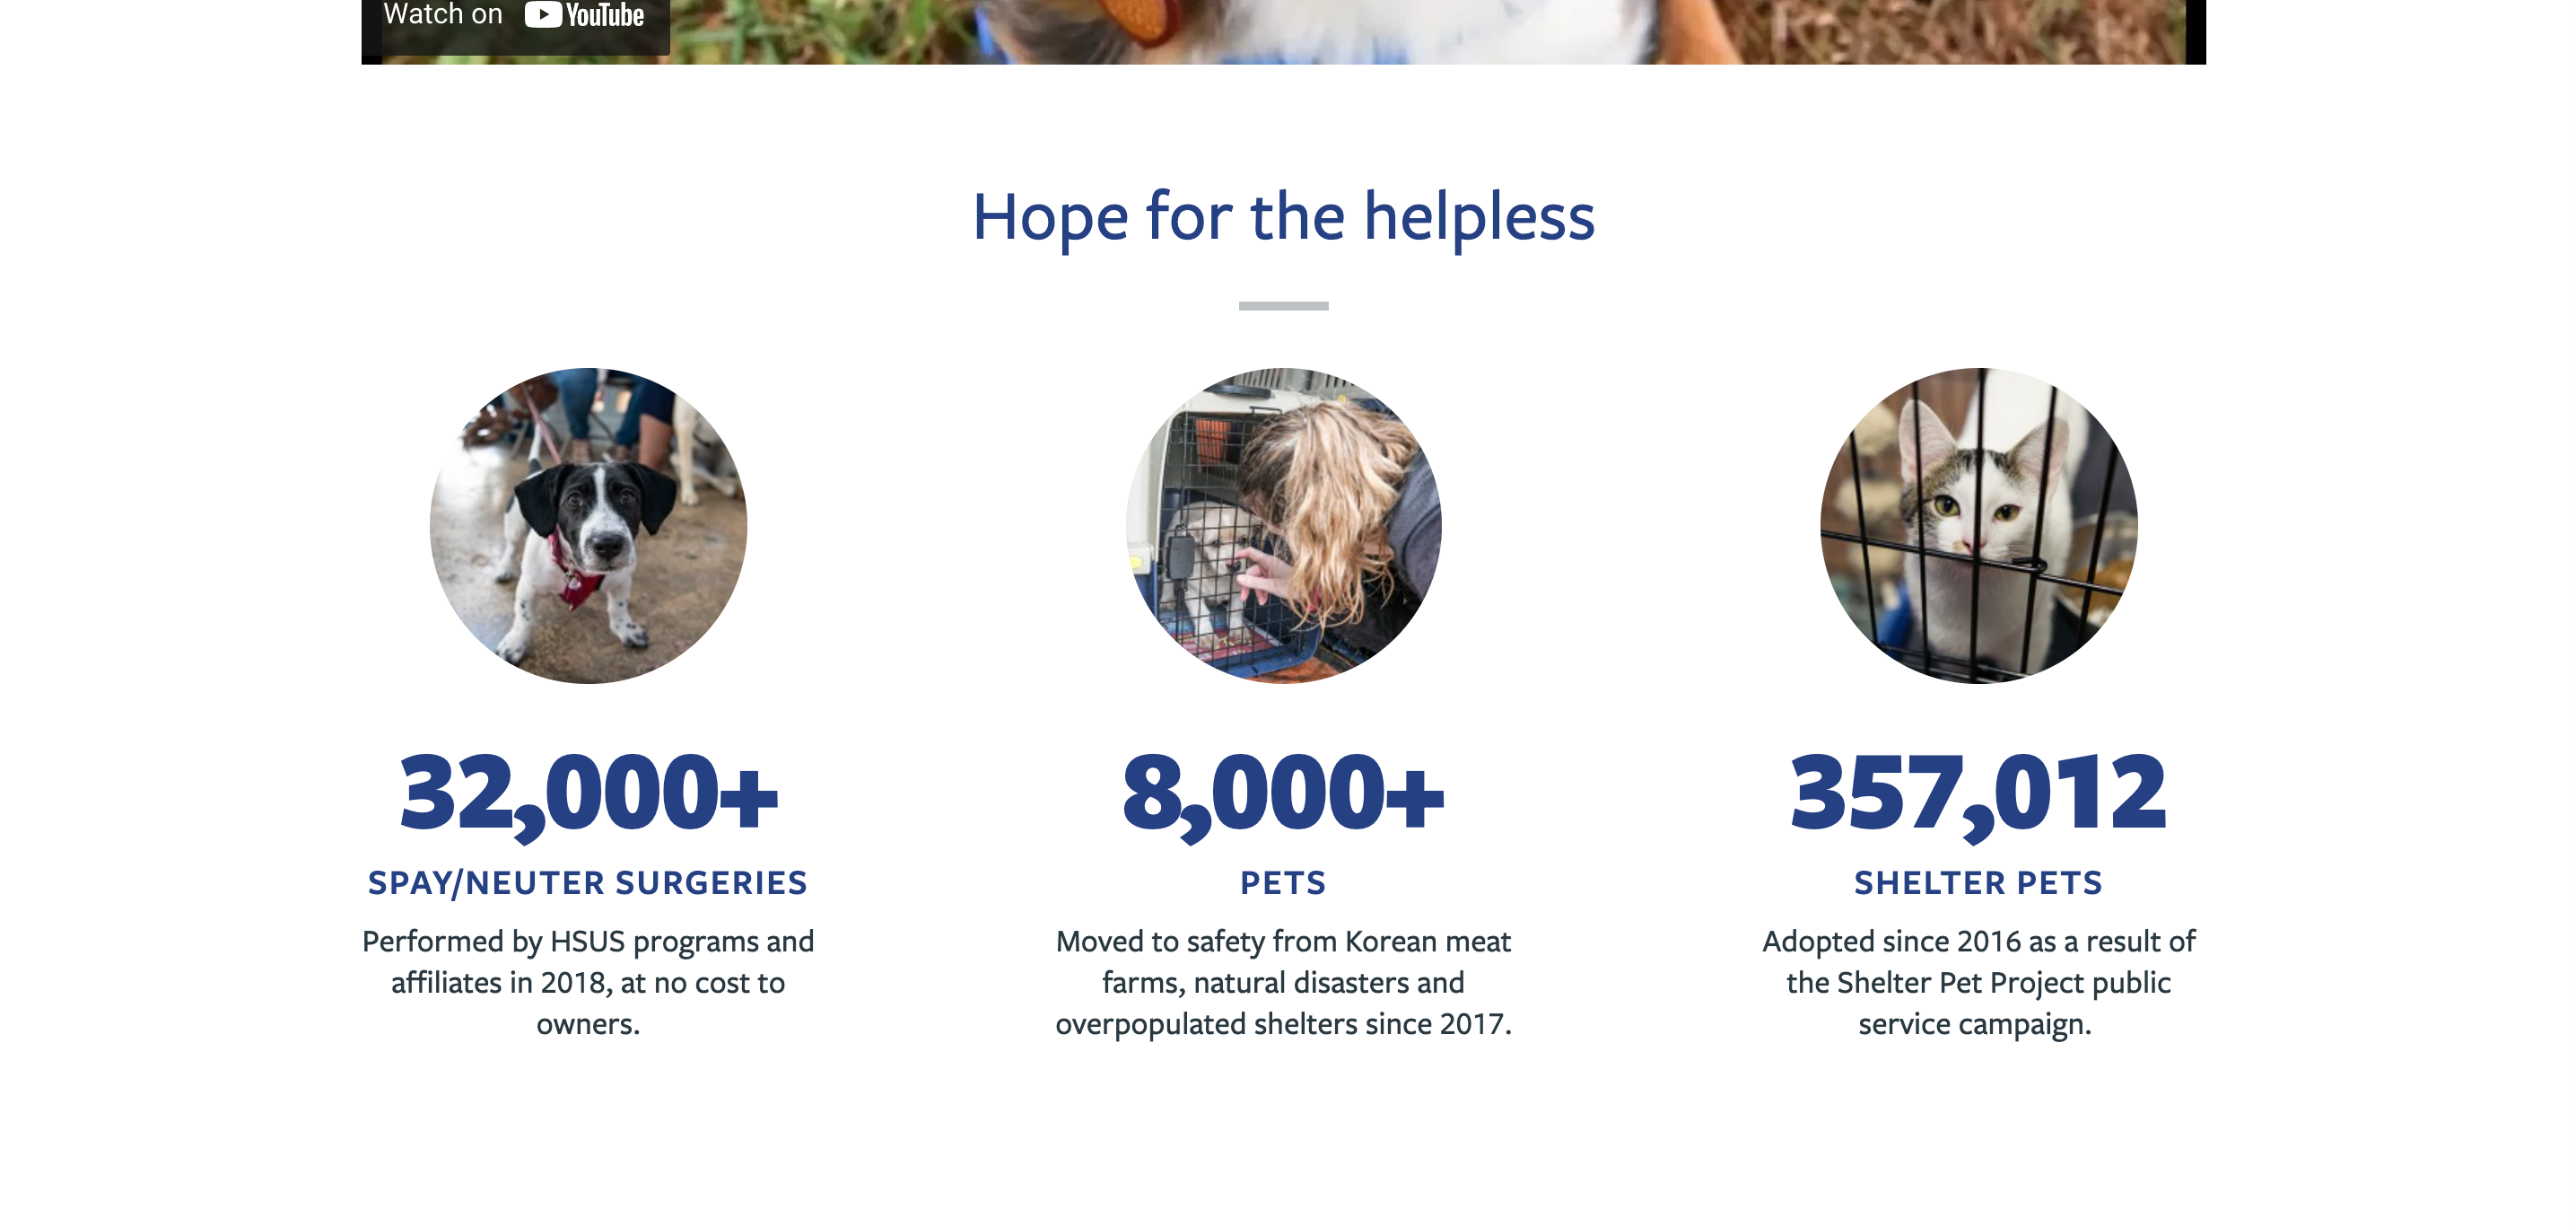 Watch on YouTube
Hope for the helpless
32,000+
SPAY/NEUTER SURGERIES
Performed by HSUS programs and
affiliates in 2018, at no cost to
owners.
8,000+
PETS
Moved to safety from Korean meat
farms, natural disasters and
overpopulated shelters since 2017.
357,012
SHELTER PETS
Adopted since 2016 as a result of
the Shelter Pet Project public
service campaign.